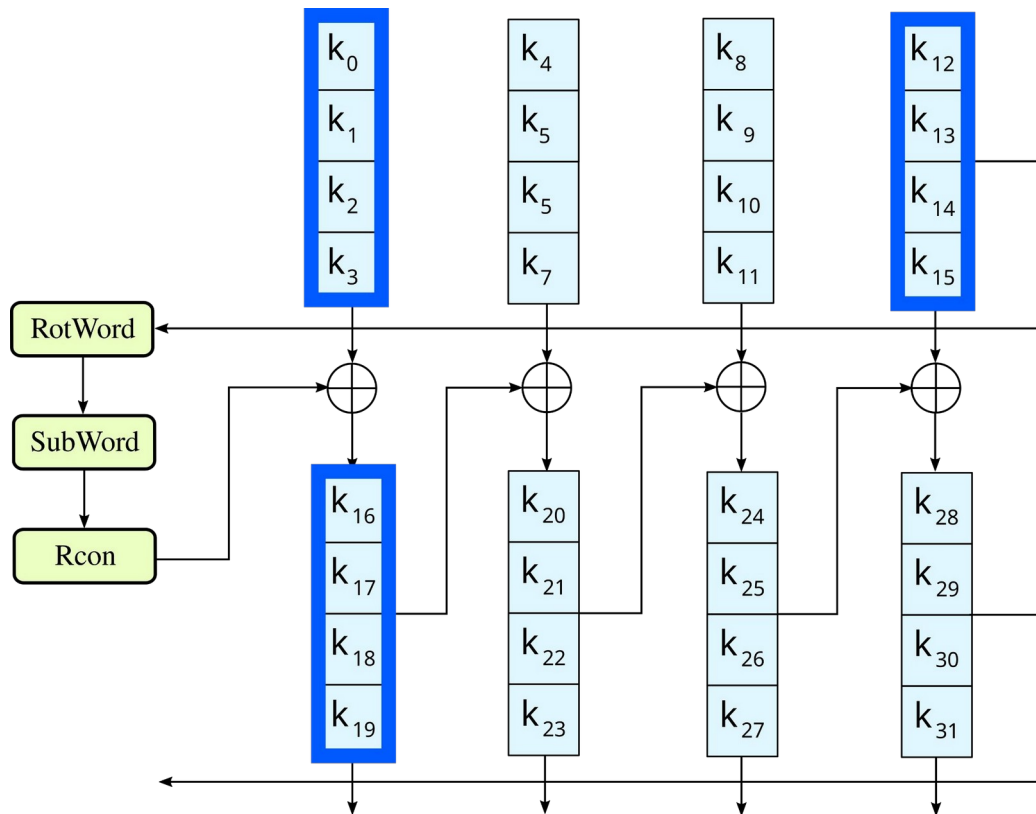 k0 k4 k8 k12
k1 k5 k9 k13
k2 k5 k10 k14
k3 k7 k11 k15
RotWord
SubWord
Rcon
k16 k20 k24 k28
k17 k21 k25 k29
k18 k22 k26 k30
k19 k23 k27 k31